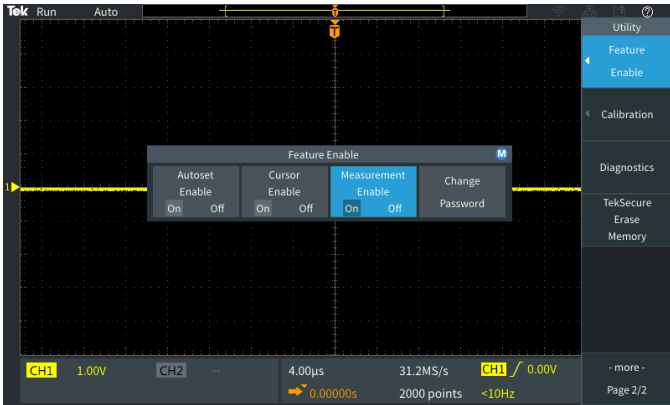 Tek Run Auto
T
Utility
Feature
Enable
Calibration
Diagnostics
TekSecure
Erase
Memory
- more -
Page 2/2
Feature Enable M
Autoset
Enable
On Off
Cursor
Enable
On Off
Measurement
Enable
On Off
Change
Password
1
CH1 1.00V CH2 -- 4.00µs 31.2MS/s CH1 0.00V
0.00000s 2000 points <10Hz